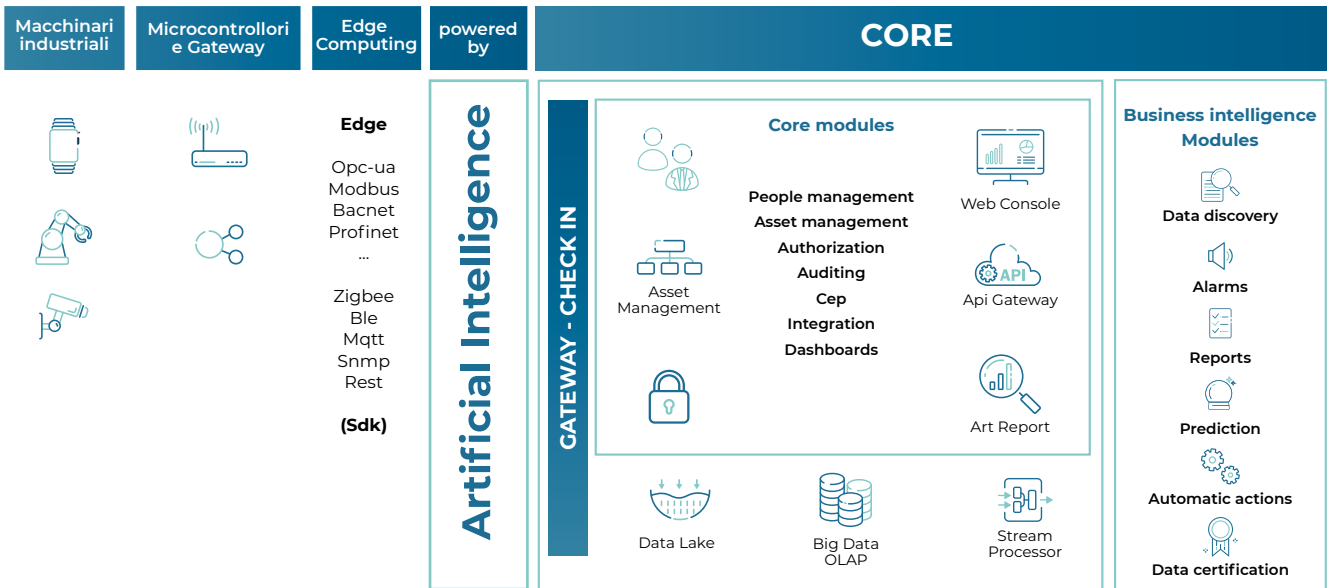 Macchinari
industriali
Microcontrollori
e Gateway
Edge
Computing
powered
by
CORE
Edge
Opc-ua
Modbus
Bacnet
Profinet
...
Zigbee
Ble
Mqtt
Snmp
Rest
(Sdk)
Artificial Intelligence
GATEWAY - CHECK IN
Core modules
People management
Asset management
Authorization
Auditing
Cep
Integration
Dashboards
Asset
Management
Web Console
API
Api Gateway
Art Report
Data Lake
Big Data
OLAP
Stream
Processor
Business intelligence
Modules
Data discovery
Alarms
Reports
Prediction
Automatic actions
Data certification